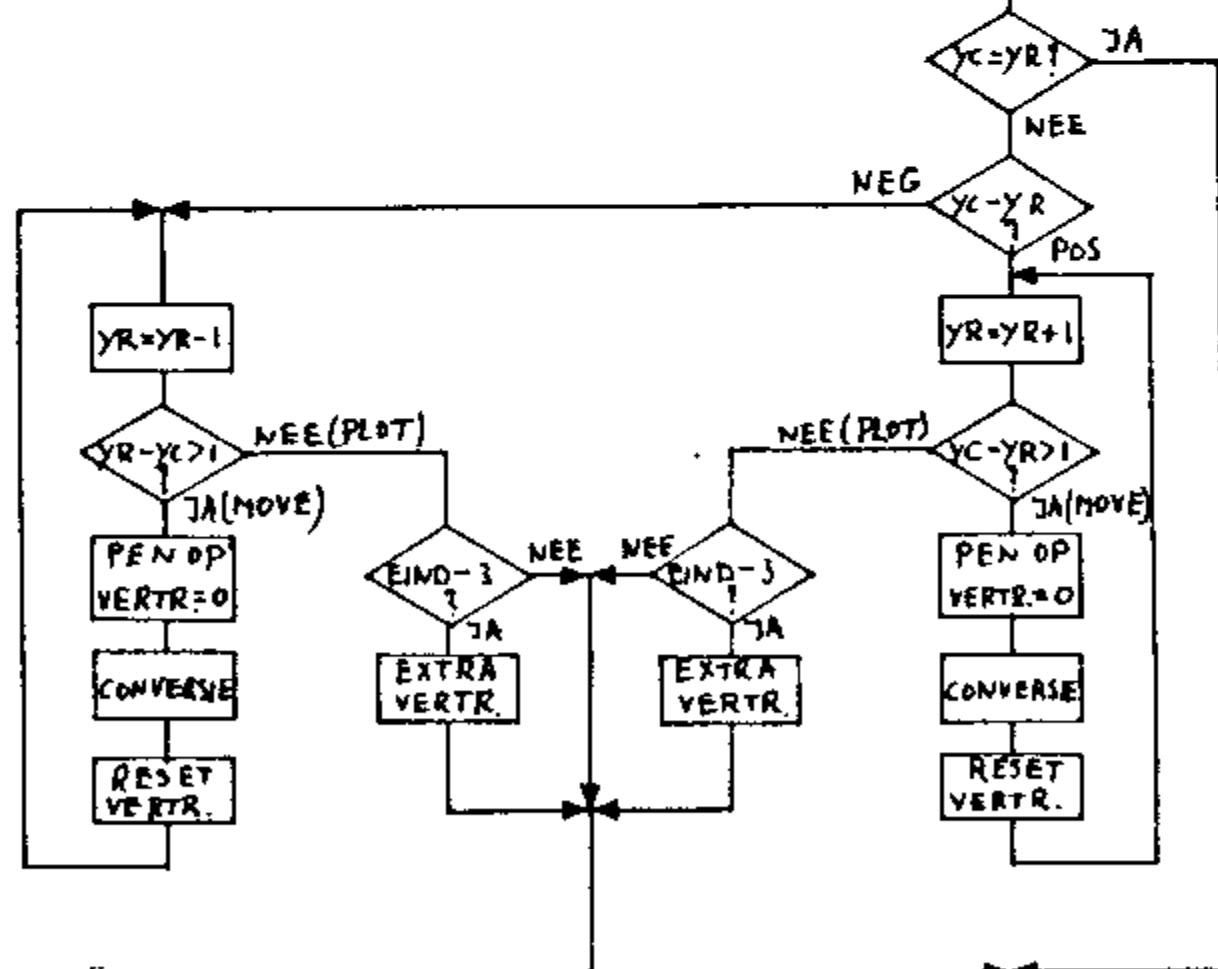 YC=YR?
JA
NEE
NEG
YC-YR
?
POS
YR=YR-1
YR=YR+1
YR-YC>1
?
NEE(PLOT)
NEE(PLOT)
YC-YR>1
?
JA(MOVE)
JA(MOVE)
PEN OP
VERTR.=0
EIND-3
?
NEE
NEE
EIND-3
?
PEN OP
VERTR.=0
JA
JA
CONVERSIE
EXTRA
VERTR.
EXTRA
VERTR.
CONVERSIE
RESET
VERTR.
RESET
VERTR.